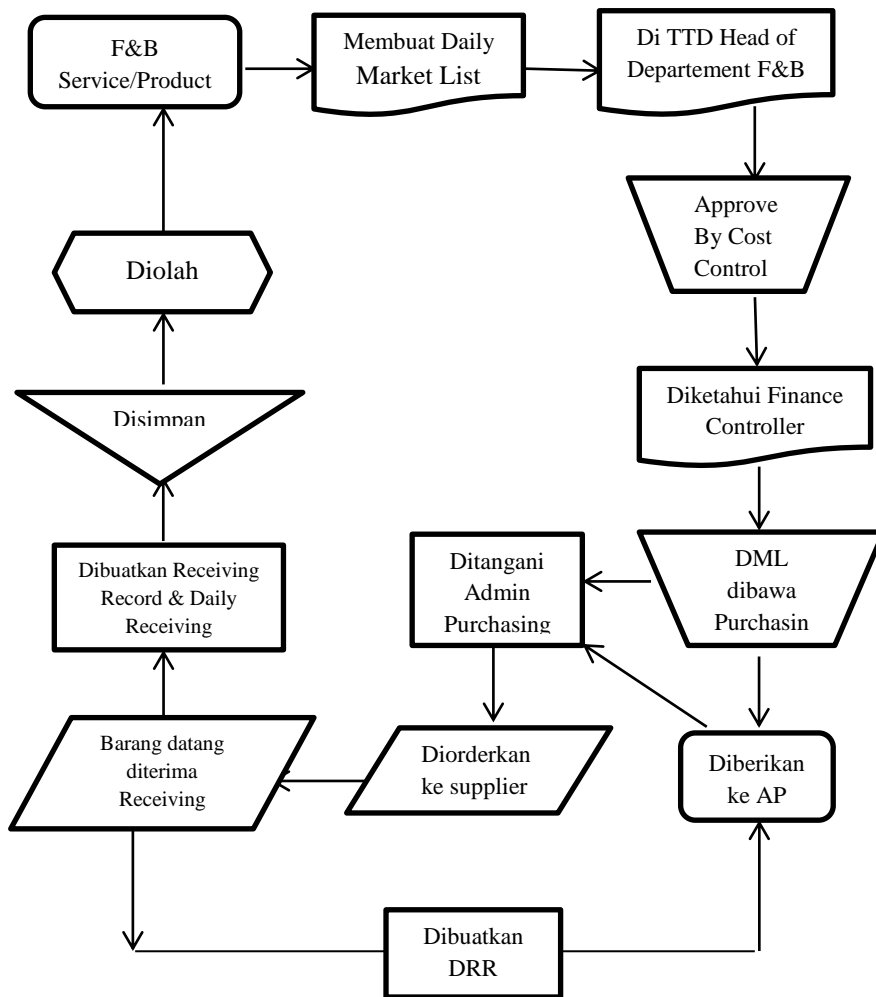 F&B
Service/Product
Membuat Daily
Market List
Di TTD Head of
Departement F&B
Approve
By Cost
Control
Diketahui Finance
Controller
DML
dibawa
Purchasin
Ditangani
Admin
Purchasing
Diberikan
ke AP
Diorderkan
ke supplier
Barang datang
diterima
Receiving
Dibuatkan Receiving
Record & Daily
Receiving
Disimpan
Diolah
Dibuatkan
DRR